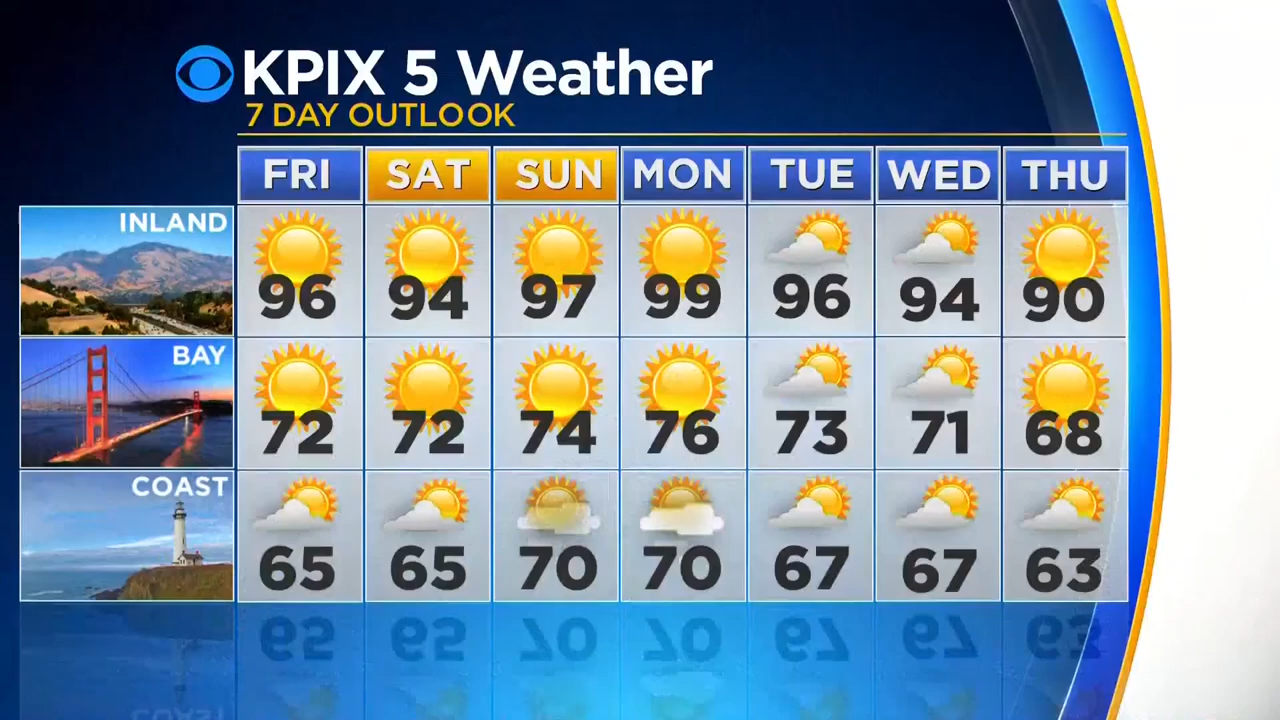 KPIX 5 Weather
7 DAY OUTLOOK
FRI SAT SUN MON TUE WED THU
INLAND
96 94 97 99 96 94 90
BAY
72 72 74 76 73 71 68
COAST
65 65 70 70 67 67 63